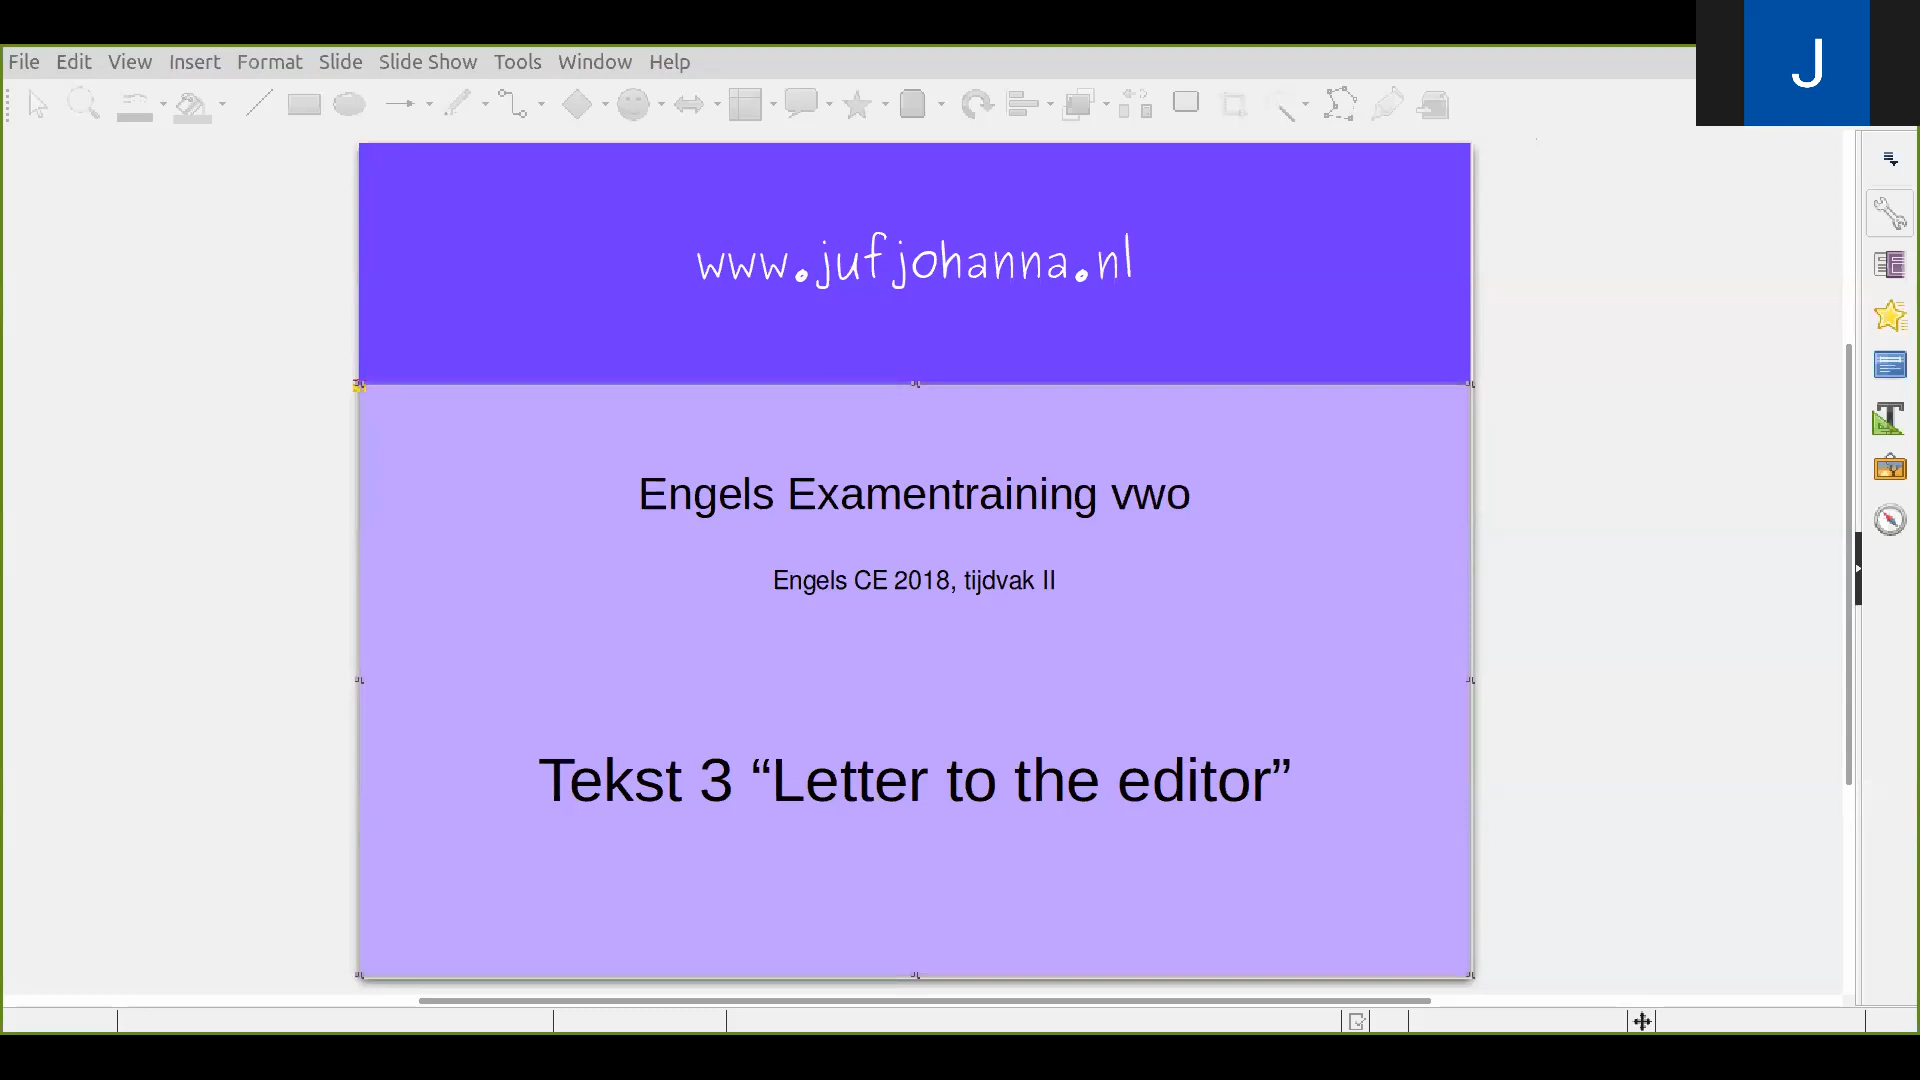 File Edit View Insert Format Slide Slide Show Tools Window Help
J
www.jufjohanna.nl
Engels Examentraining vwo
Engels CE 2018, tijdvak II
Tekst 3 “Letter to the editor”